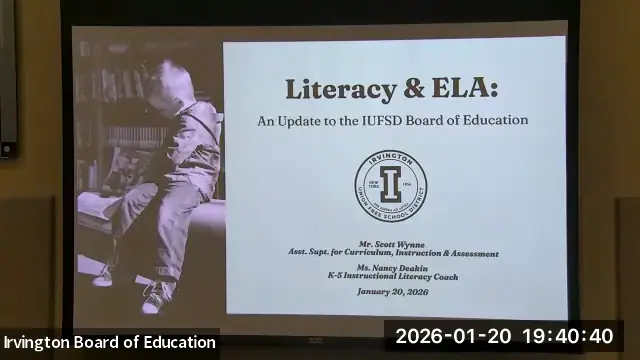 Literacy & ELA:
An Update to the IUFSD Board of Education
IRVINGTON
NEW YORK
I
UNION FREE SCHOOL DISTRICT
Mr. Scott Wynne
Asst. Supt. for Curriculum, Instruction & Assessment
Ms. Nancy Deakin
K-5 Instructional Literacy Coach
January 20, 2026
Irvington Board of Education
2026-01-20 19:40:40